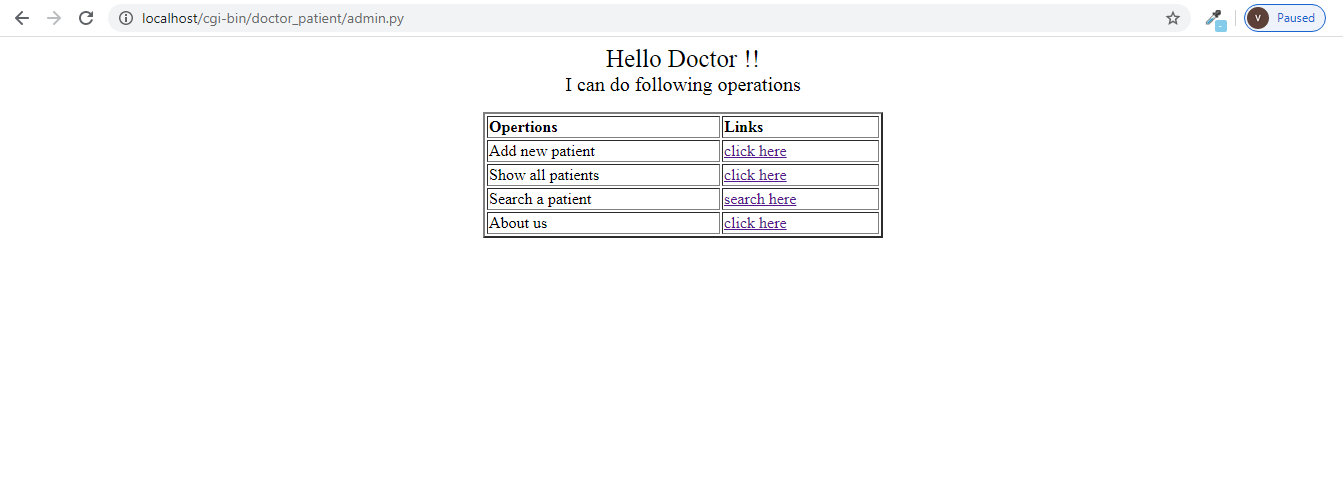 localhost/cgi-bin/doctor_patient/admin.py
V Paused
Hello Doctor !!
I can do following operations
Opertions Links
Add new patient click here
Show all patients click here
Search a patient search here
About us click here